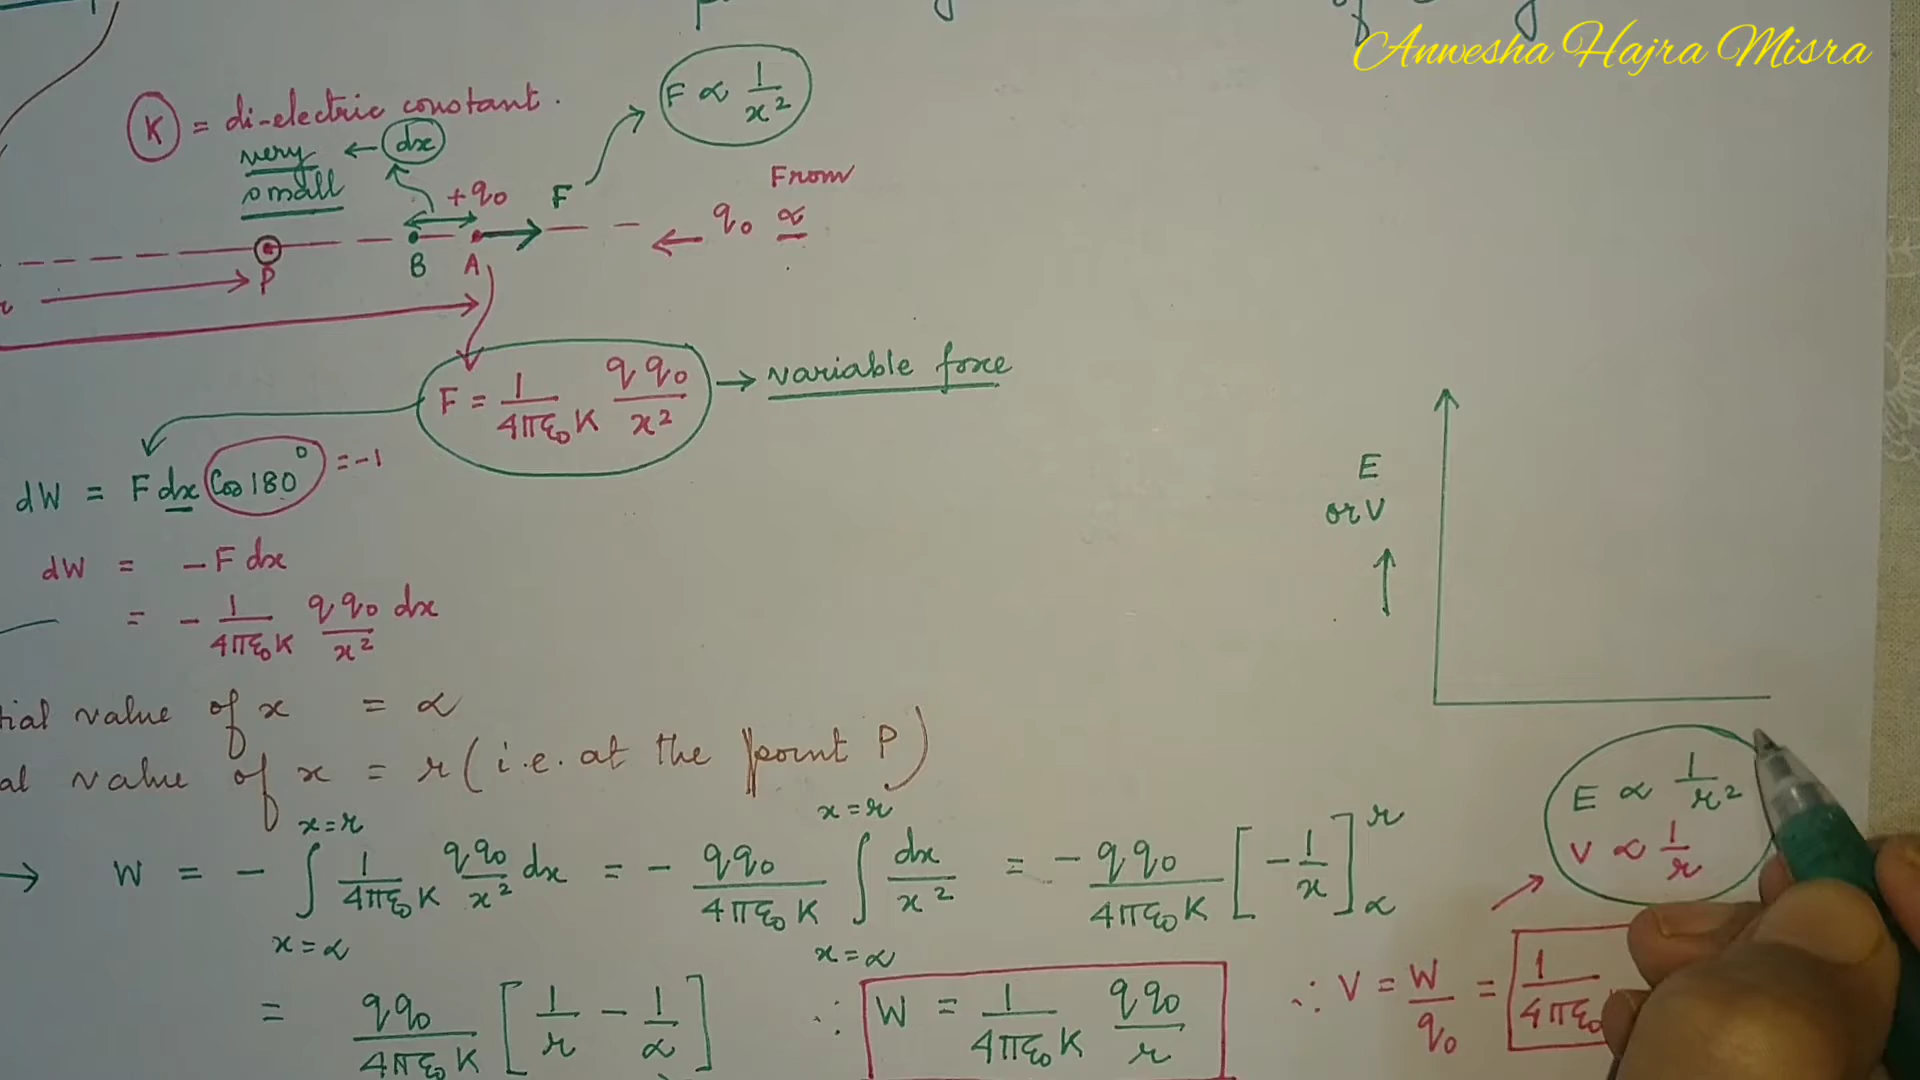 Anwesha Hajra Misra
F ∝ 1/x²
K = di-electric constant.
very ← dx
small
+q₀
F
From
← q₀ ∝
B A
P
F = 1/4πε₀K qq₀/x² → variable force
dW = F dx Cos 180° = -1
dW = - F dx
= - 1/4πε₀K qq₀/x² dx
E
or V
tial value of x = ∝
al value of x = r (i.e. at the point P)
E ∝ 1/r²
V ∝ 1/r
→ W = - ∫ 1/4πε₀K qq₀/x² dx = - qq₀/4πε₀K ∫ dx/x² = - qq₀/4πε₀K [-1/x]
x=r x=r r
x=∝ x=∝ ∝
= qq₀/4πε₀K [1/r - 1/∝] ∴ W = 1/4πε₀K qq₀/r
∴ V = W/q₀ = 1/4πε₀